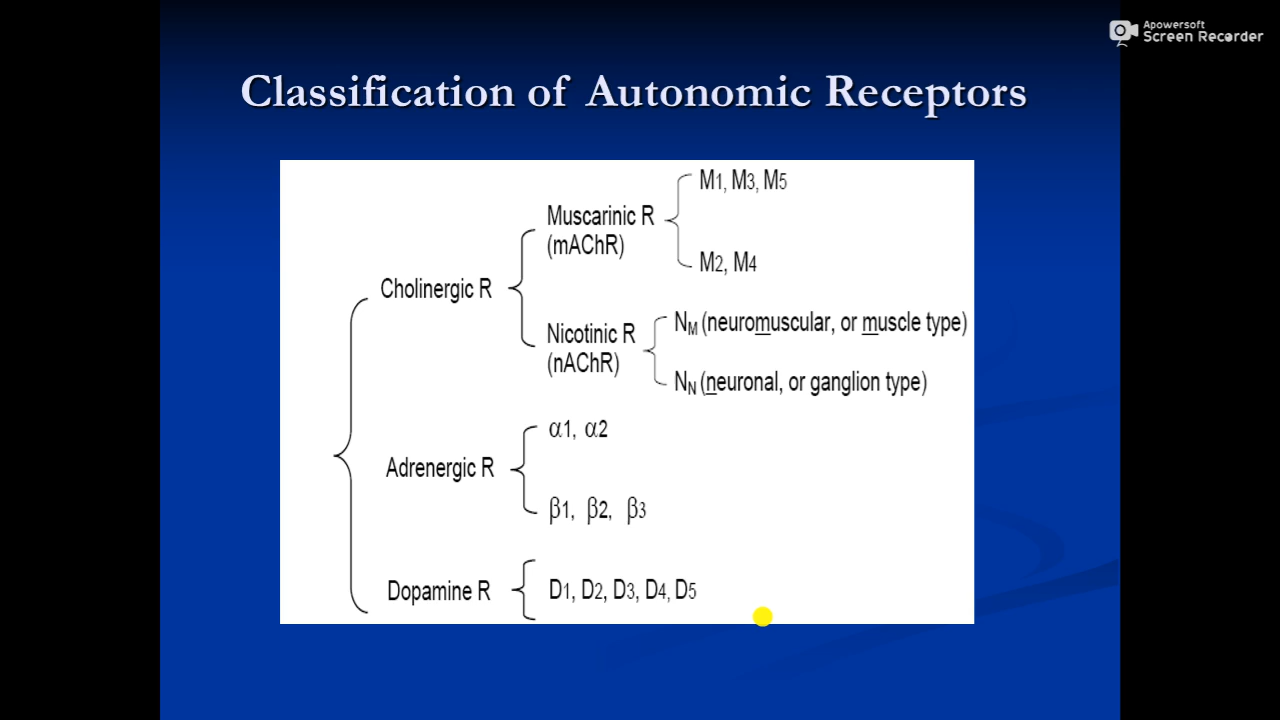 Apowersoft
Screen Recorder
Classification of Autonomic Receptors
M1, M3, M5
Muscarinic R
(mAChR)
M2, M4
Cholinergic R
NM (neuromuscular, or muscle type)
Nicotinic R
(nAChR)
NN (neuronal, or ganglion type)
α1, α2
Adrenergic R
β1, β2, β3
Dopamine R
D1, D2, D3, D4, D5